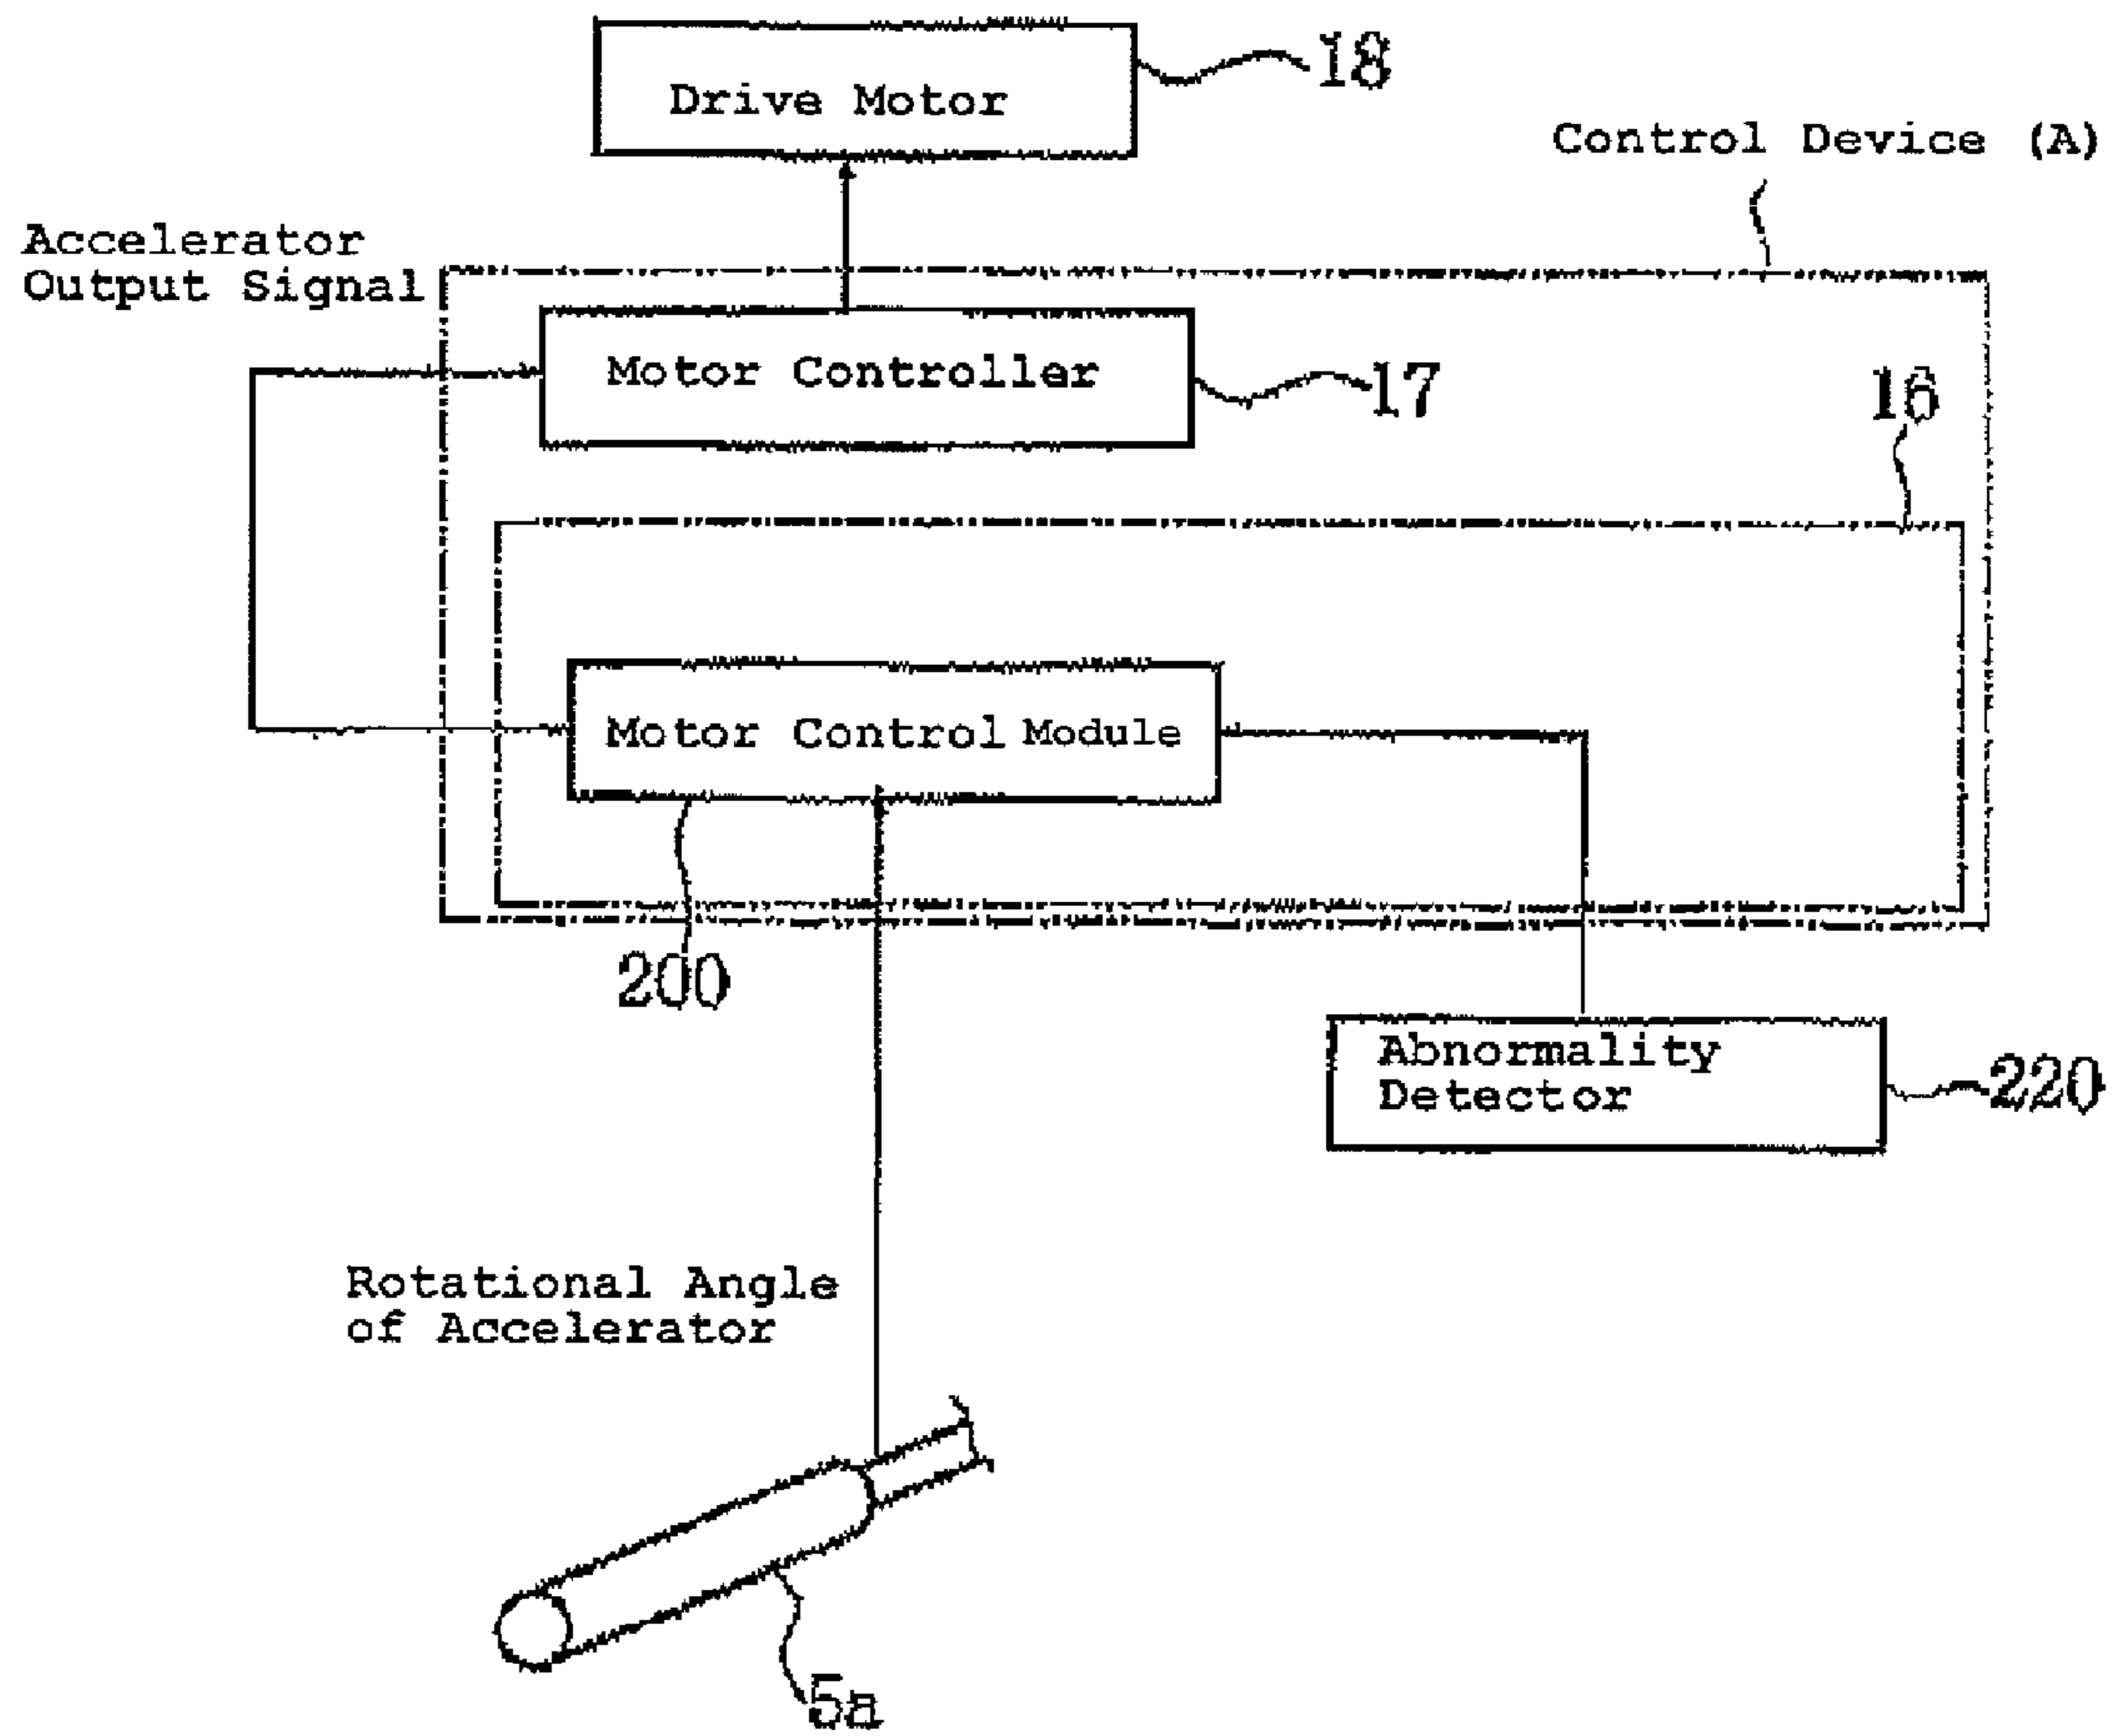 18
Drive Motor
Control Device (A)
Accelerator
Output Signal
Motor Controller
17
16
Motor Control Module
200
Abnormality
Detector
220
Rotational Angle
of Accelerator
5a